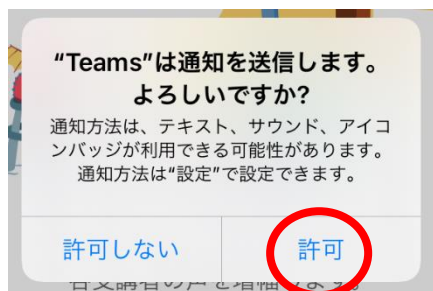 “Teams”は通知を送信します。
よろしいですか?
通知方法は、テキスト、サウンド、アイコ
ンバッジが利用できる可能性があります。
通知方法は“設定”で設定できます。
許可しない
許可